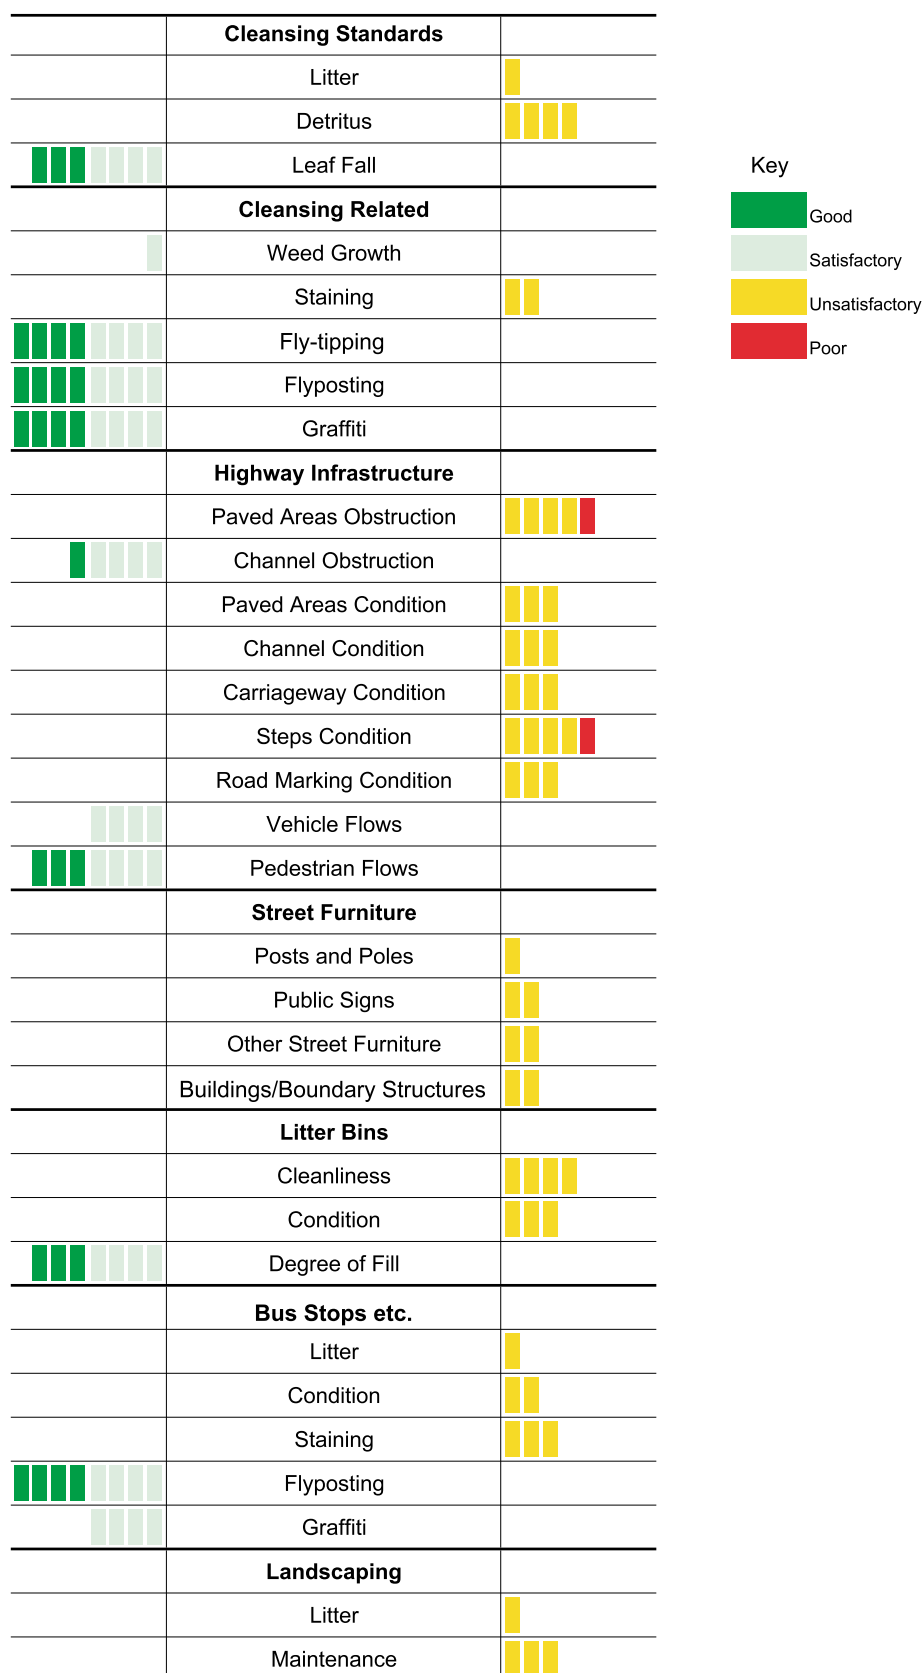 Cleansing Standards
Litter
Detritus
Leaf Fall
Cleansing Related
Weed Growth
Staining
Fly-tipping
Flyposting
Graffiti
Highway Infrastructure
Paved Areas Obstruction
Channel Obstruction
Paved Areas Condition
Channel Condition
Carriageway Condition
Steps Condition
Road Marking Condition
Vehicle Flows
Pedestrian Flows
Street Furniture
Posts and Poles
Public Signs
Other Street Furniture
Buildings/Boundary Structures
Litter Bins
Cleanliness
Condition
Degree of Fill
Bus Stops etc.
Litter
Condition
Staining
Flyposting
Graffiti
Landscaping
Litter
Maintenance
Key
Good
Satisfactory
Unsatisfactory
Poor